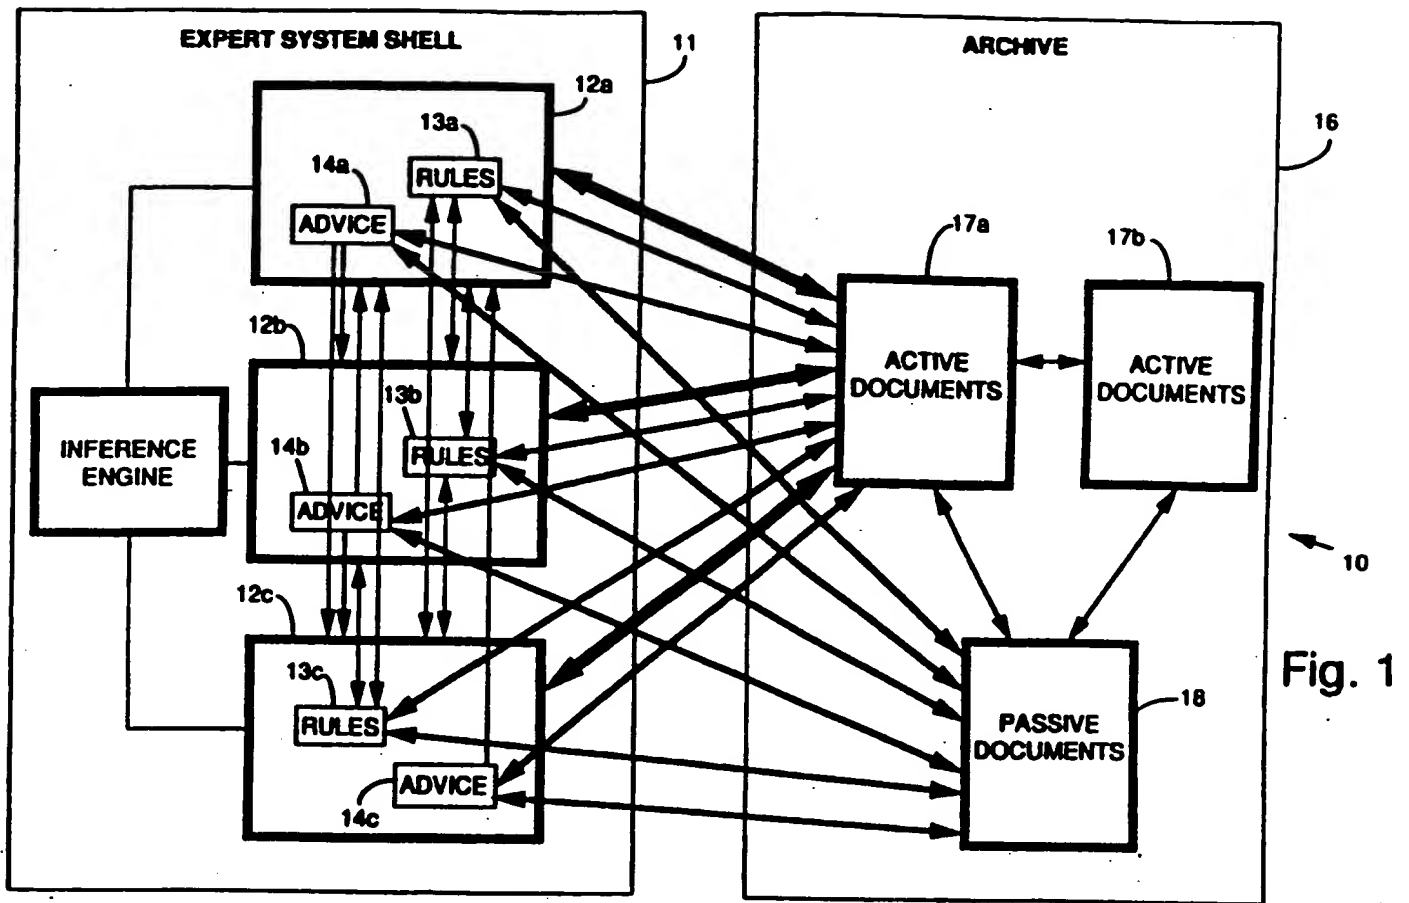 EXPERT SYSTEM SHELL
11
ARCHIVE
12a
13a
RULES
14a
ADVICE
16
17a
17b
12b
13b
RULES
14b
ADVICE
INFERENCE
ENGINE
ACTIVE
DOCUMENTS
ACTIVE
DOCUMENTS
10
12c
13c
RULES
ADVICE
14c
PASSIVE
DOCUMENTS
18
Fig. 1